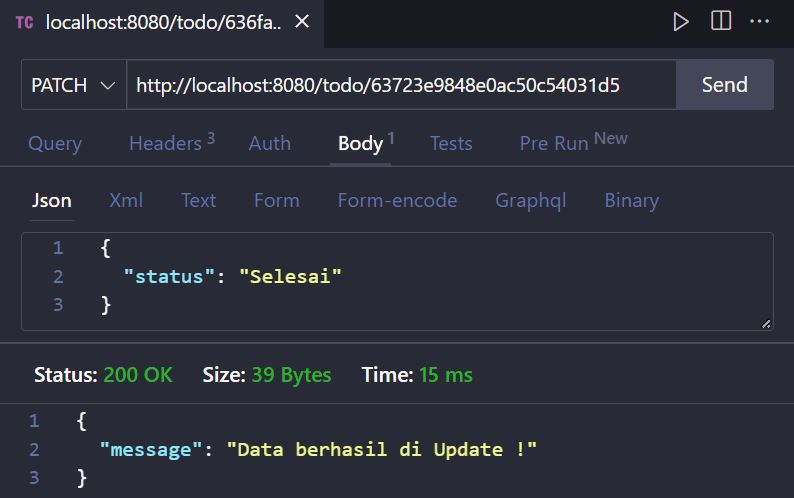 TC localhost:8080/todo/636fa.. ×
PATCH http://localhost:8080/todo/63723e9848e0ac50c54031d5 Send
Query Headers 3 Auth Body 1 Tests Pre Run New
Json Xml Text Form Form-encode Graphql Binary
1 {
2 "status": "Selesai"
3 }
Status: 200 OK Size: 39 Bytes Time: 15 ms
1 {
2 "message": "Data berhasil di Update !"
3 }